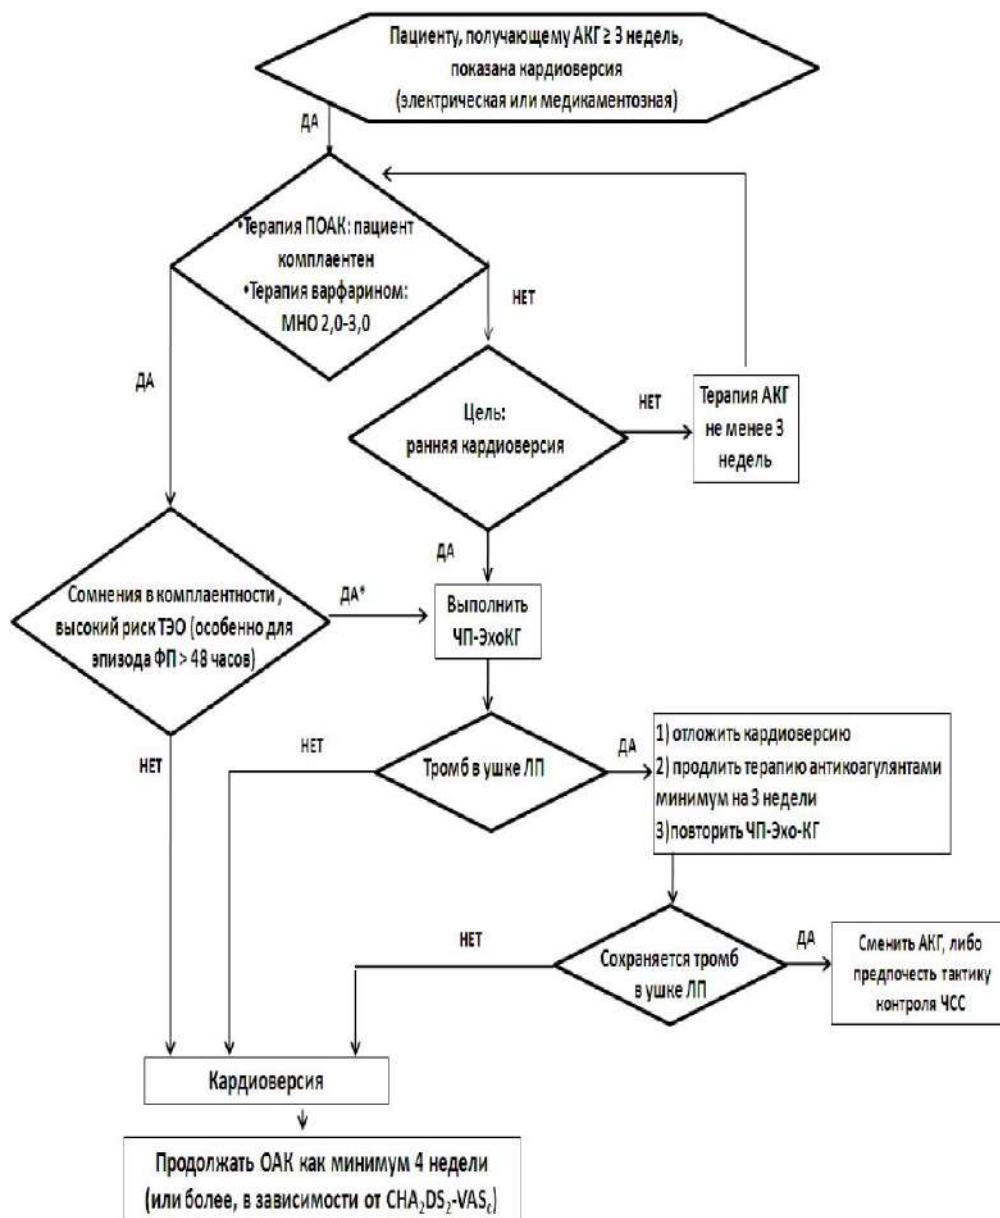 Пациенту, получающему АКГ ≥ 3 недель,
показана кардиоверсия
(электрическая или медикаментозная)
ДА
•Терапия ПОАК: пациент
комплаентен
•Терапия варфарином:
МНО 2,0-3,0
НЕТ
ДА
Цель:
ранняя кардиоверсия
НЕТ
Терапия АКГ
не менее 3
недель
ДА
Сомнения в комплаентности ,
высокий риск ТЭО (особенно для
эпизода ФП > 48 часов)
ДА*
Выполнить
ЧП-ЭхоКГ
НЕТ
НЕТ
Тромб в ушке ЛП
ДА
1) отложить кардиоверсию
2) продлить терапию антикоагулянтами
минимум на 3 недели
3)повторить ЧП-Эхо-КГ
НЕТ
Сохраняется тромб
в ушке ЛП
ДА
Сменить АКГ, либо
предпочесть тактику
контроля ЧСС
Кардиоверсия
Продолжать ОАК как минимум 4 недели
(или более, в зависимости от CHA₂DS₂-VASc)